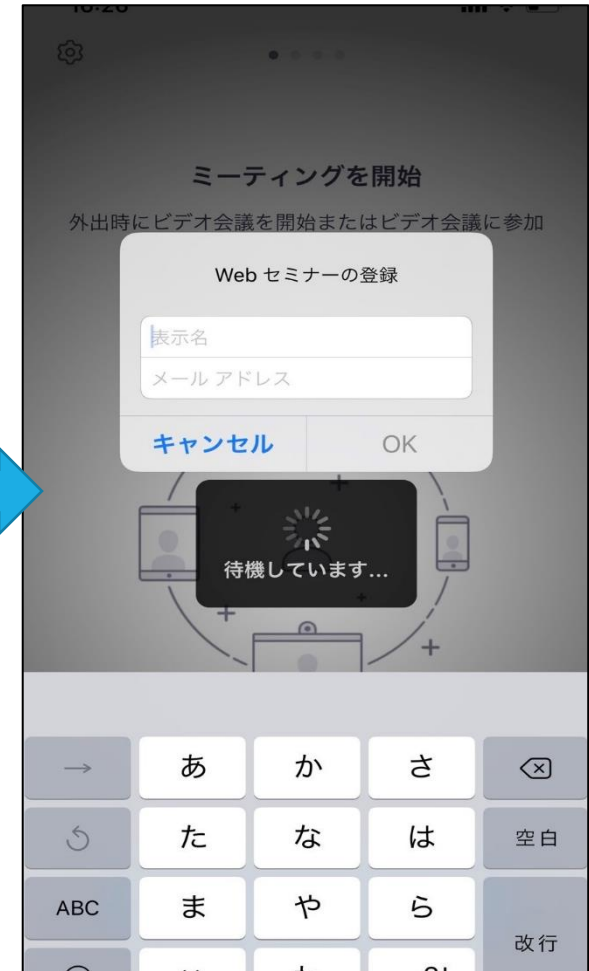 ミーティングを開始
外出時にビデオ会議を開始またはビデオ会議に参加
Web セミナーの登録
表示名
メール アドレス
キャンセル OK
待機しています...
→ あ か さ
た な は 空白
ABC ま や ら
改行